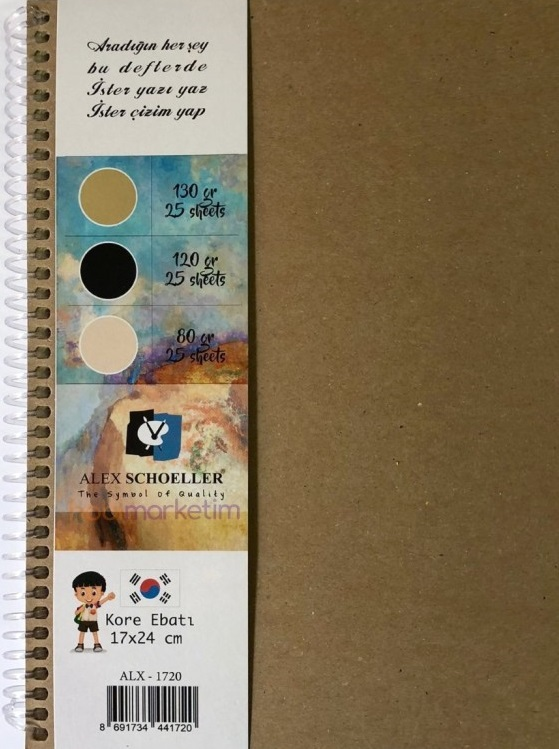 Aradığın her şey
bu defterde
İster yazı yaz
İster çizim yap
130 gr
25 sheets
120 gr
25 sheets
80 gr
25 sheets
ALEX SCHOELLER®
The Symbol Of Quality
marketim
Kore Ebatı
17x24 cm
ALX - 1720
8 691734 441720